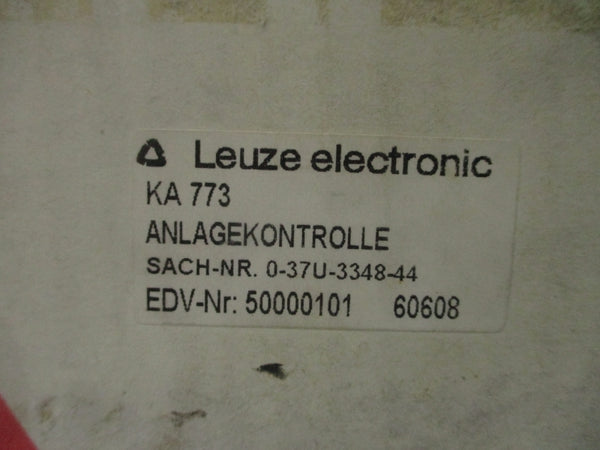 Leuze electronic
KA 773
ANLAGEKONTROLLE
SACH-NR. 0-37U-3348-44
EDV-Nr: 50000101 60608